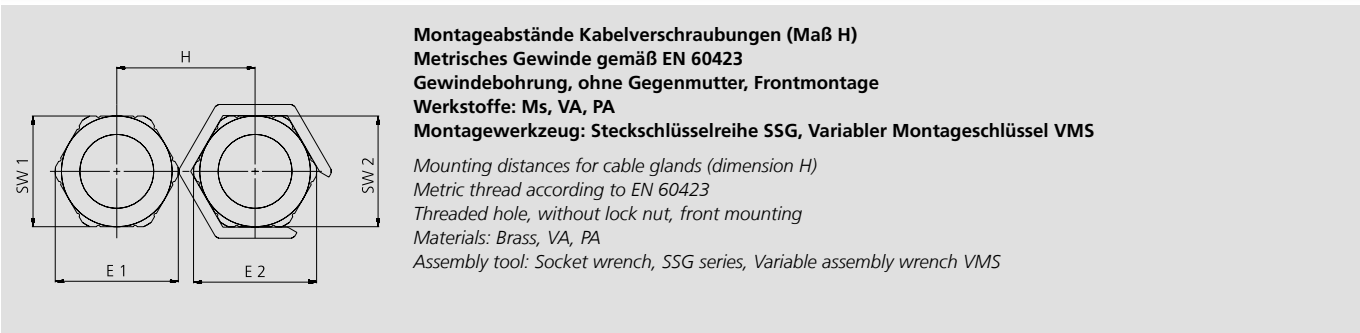 H
SW 1
SW 2
E 1
E 2
Montageabstände Kabelverschraubungen (Maß H)
Metrisches Gewinde gemäß EN 60423
Gewindebohrung, ohne Gegenmutter, Frontmontage
Werkstoffe: Ms, VA, PA
Montagewerkzeug: Steckschlüsselreihe SSG, Variabler Montageschlüssel VMS
Mounting distances for cable glands (dimension H)
Metric thread according to EN 60423
Threaded hole, without lock nut, front mounting
Materials: Brass, VA, PA
Assembly tool: Socket wrench, SSG series, Variable assembly wrench VMS